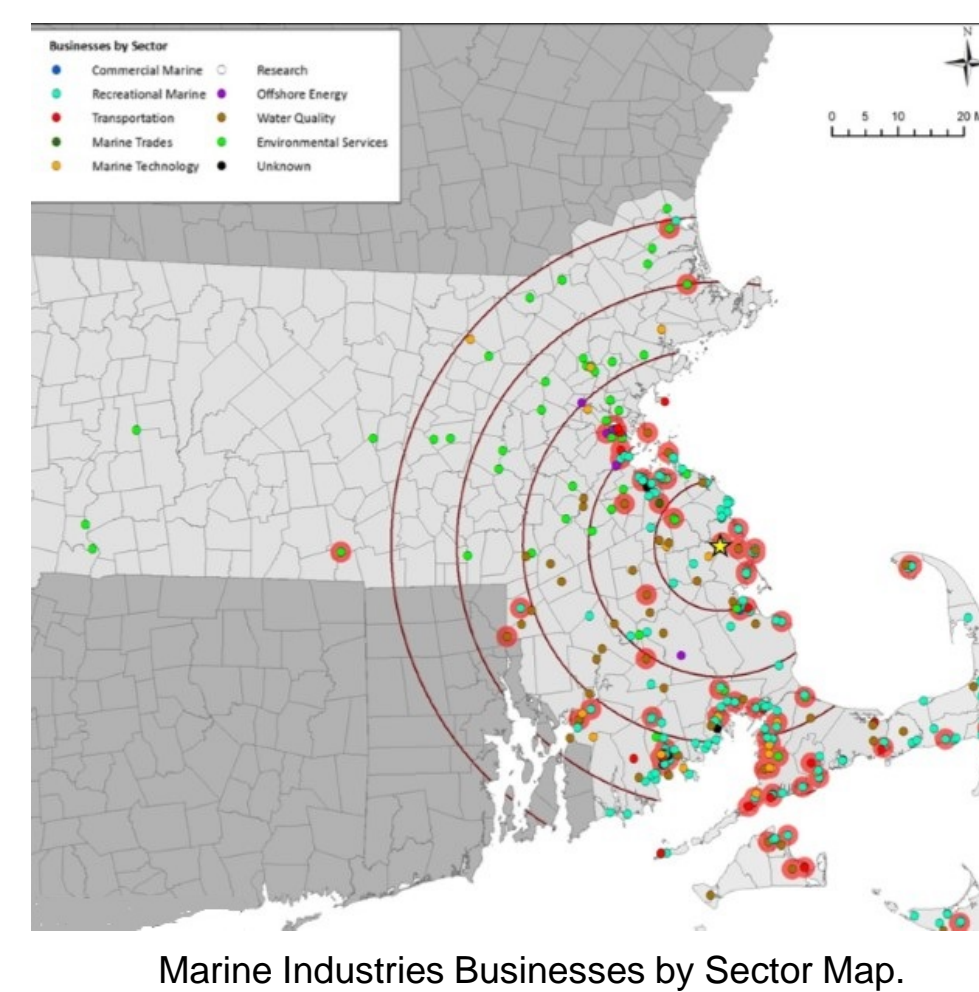 Businesses by Sector
Commercial Marine
Research
Recreational Marine
Offshore Energy
Transportation
Water Quality
Marine Trades
Environmental Services
Marine Technology
Unknown
N
0 5 10 20 M
Marine Industries Businesses by Sector Map.